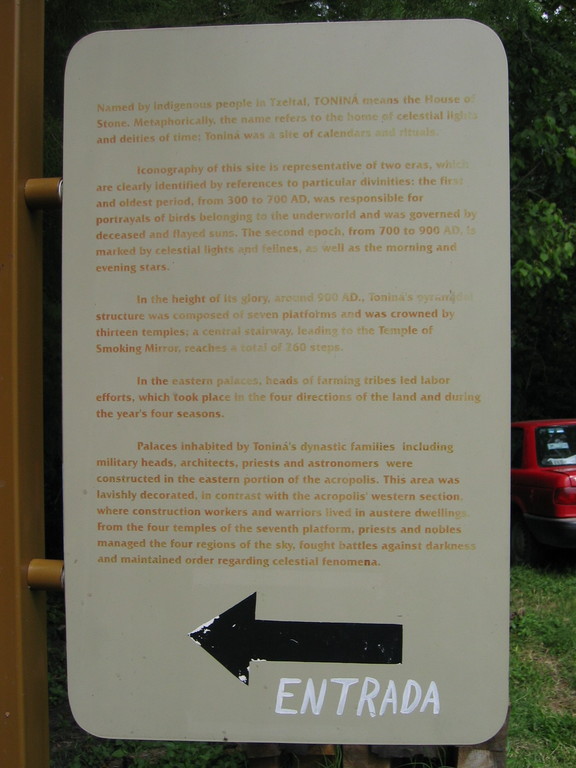 Named by indigenous people in Tzeltal, TONINÁ means the House of
Stone. Metaphorically, the name refers to the home of celestial lights
and deities of time; Toniná was a site of calendars and rituals.
Iconography of this site is representative of two eras, which
are clearly identified by references to particular divinities: the first
and oldest period, from 300 to 700 AD, was responsible for
portrayals of birds belonging to the underworld and was governed by
deceased and flayed suns. The second epoch, from 700 to 900 AD, is
marked by celestial lights and felines, as well as the morning and
evening stars.
In the height of its glory, around 900 AD., Toniná's pyramidal
structure was composed of seven platforms and was crowned by
thirteen temples: a central stairway, leading to the Temple of
Smoking Mirror, reaches a total of 260 steps.
In the eastern palaces, heads of farming tribes led labor
efforts, which took place in the four directions of the land and during
the year's four seasons.
Palaces inhabited by Toniná's dynastic families including
military heads, architects, priests and astronomers were
constructed in the eastern portion of the acropolis. This area was
lavishly decorated, in contrast with the acropolis' western section,
where construction workers and warriors lived in austere dwellings.
From the four temples of the seventh platform, priests and nobles
managed the four regions of the sky, fought battles against darkness
and maintained order regarding celestial fenomena.
ENTRADA